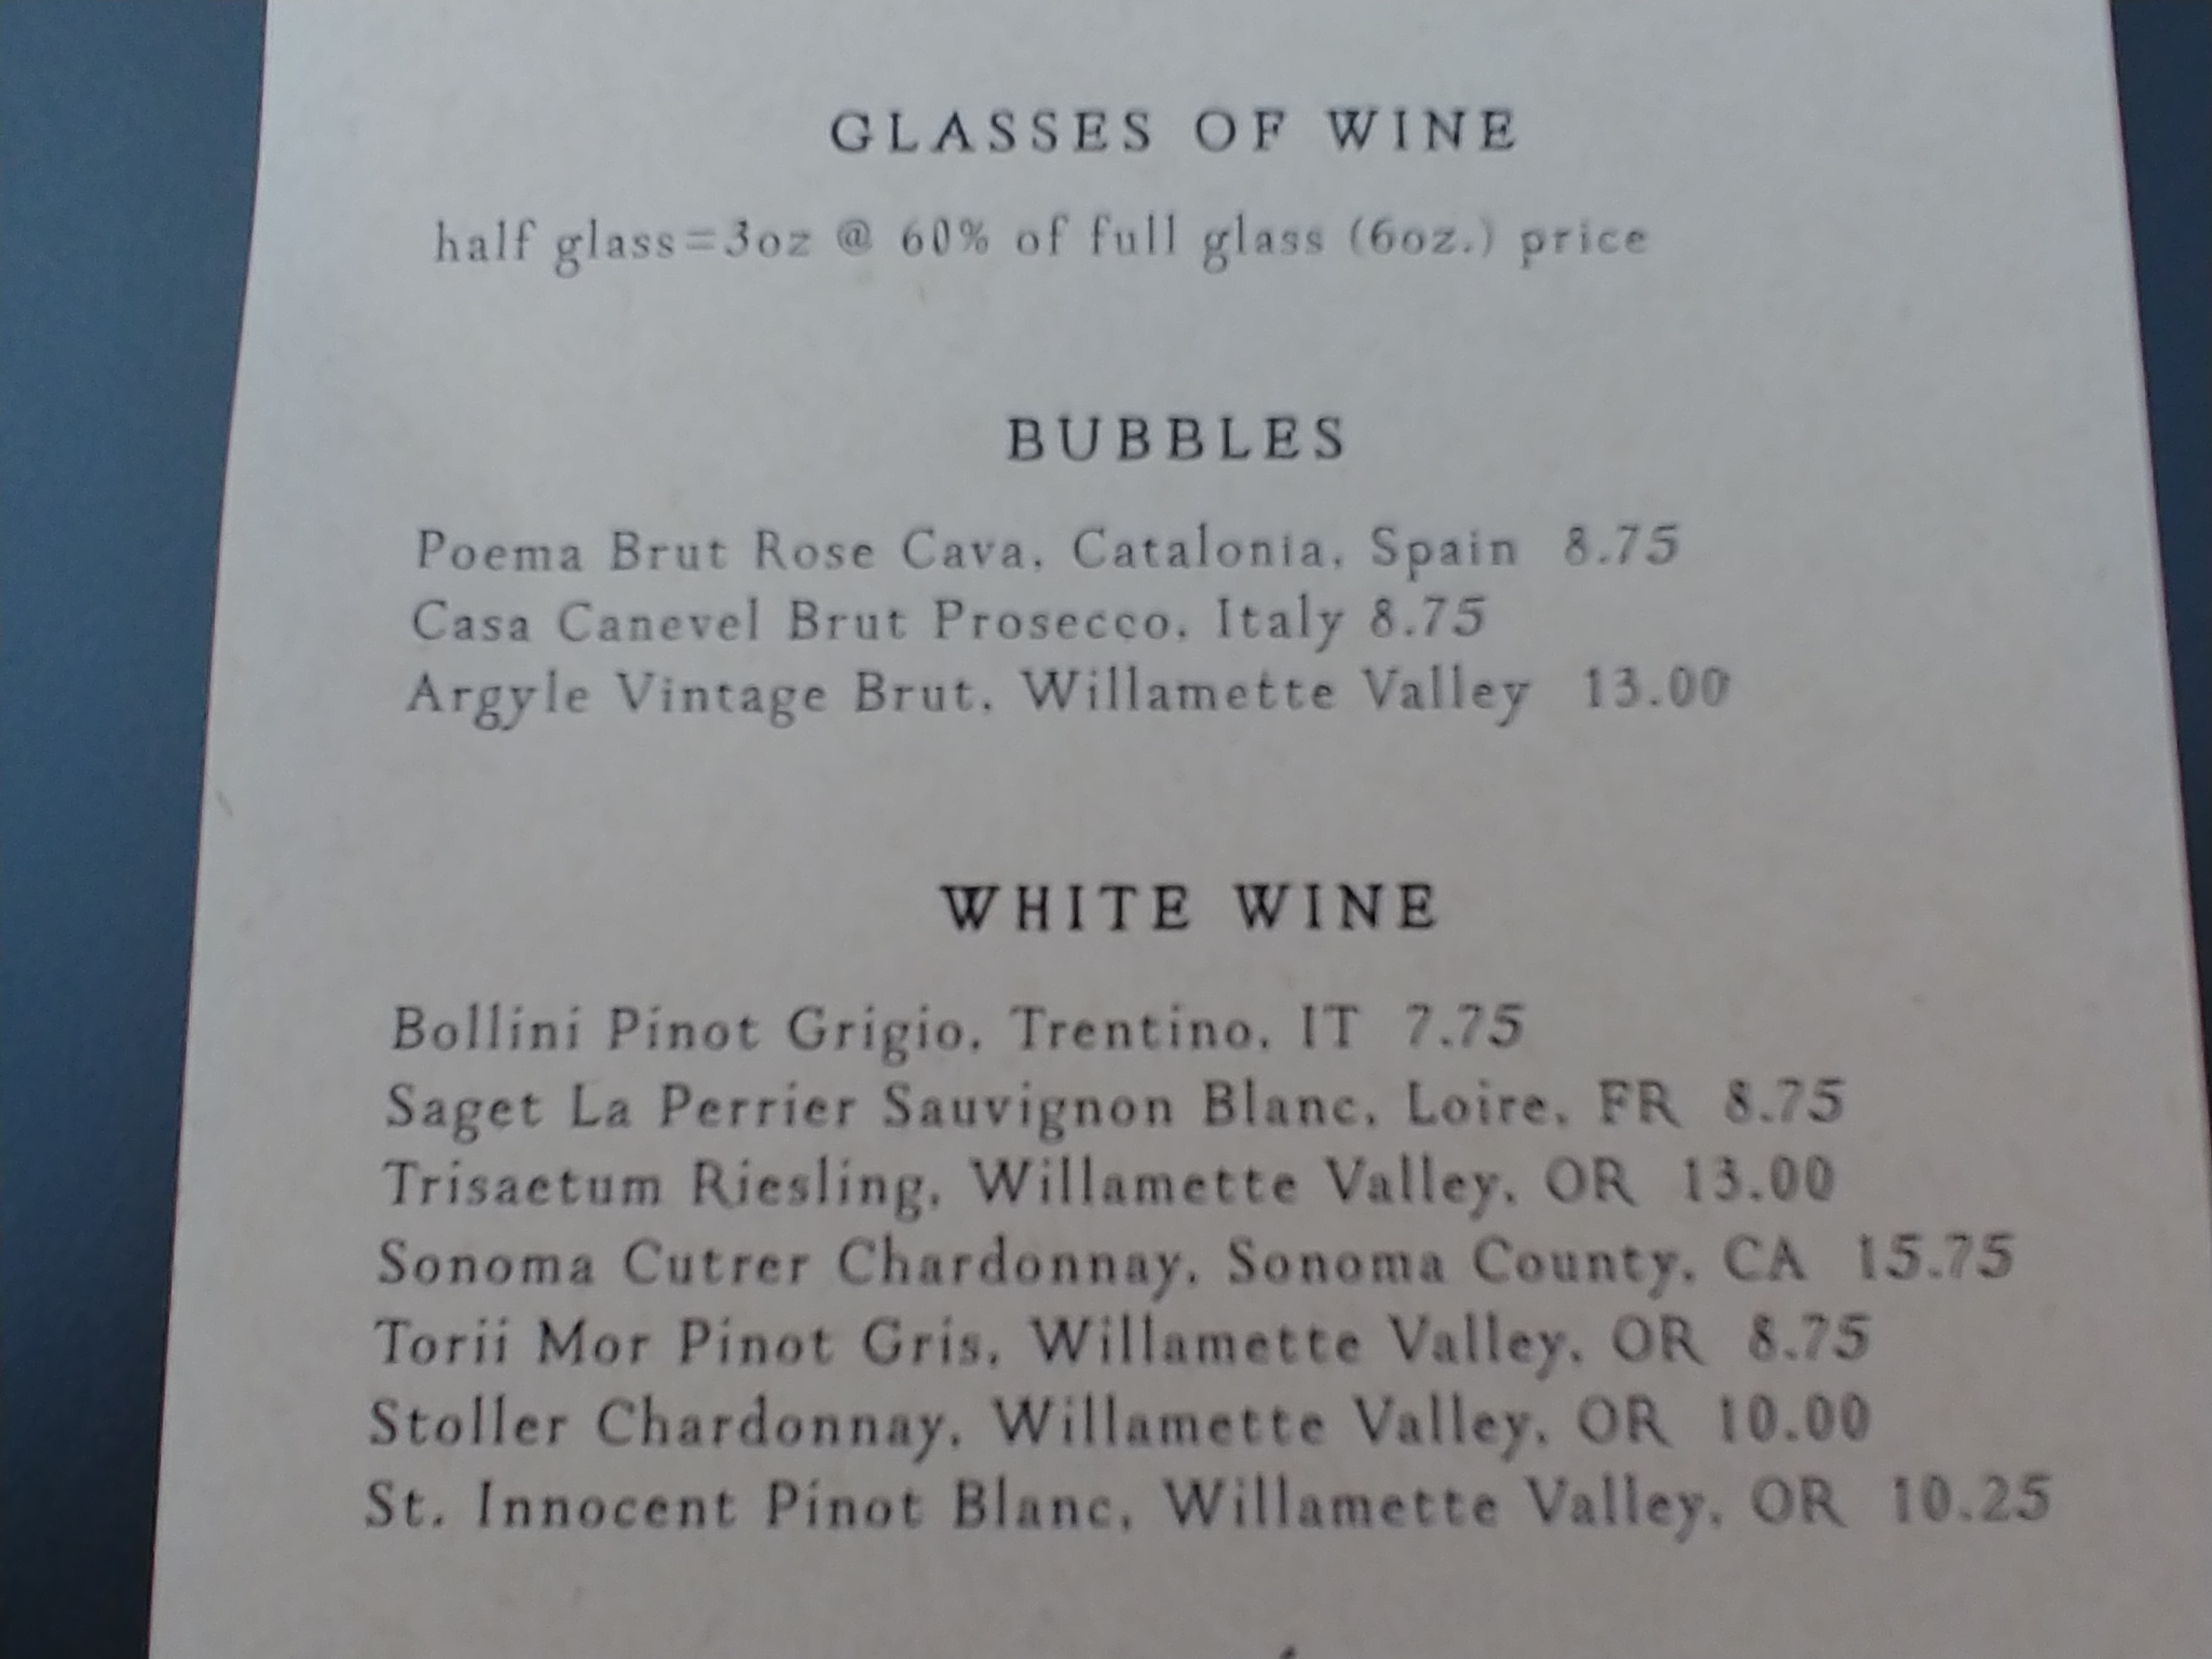 GLASSES OF WINE
half glass=3oz @ 60% of full glass (6oz.) price
BUBBLES
Poema Brut Rose Cava, Catalonia, Spain 8.75
Casa Canevel Brut Prosecco, Italy 8.75
Argyle Vintage Brut, Willamette Valley 13.00
WHITE WINE
Bollini Pinot Grigio, Trentino, IT 7.75
Saget La Perrier Sauvignon Blanc, Loire, FR 8.75
Trisaetum Riesling, Willamette Valley, OR 13.00
Sonoma Cutrer Chardonnay, Sonoma County, CA 15.75
Torii Mor Pinot Gris, Willamette Valley, OR 8.75
Stoller Chardonnay, Willamette Valley, OR 10.00
St. Innocent Pinot Blanc, Willamette Valley, OR 10.25